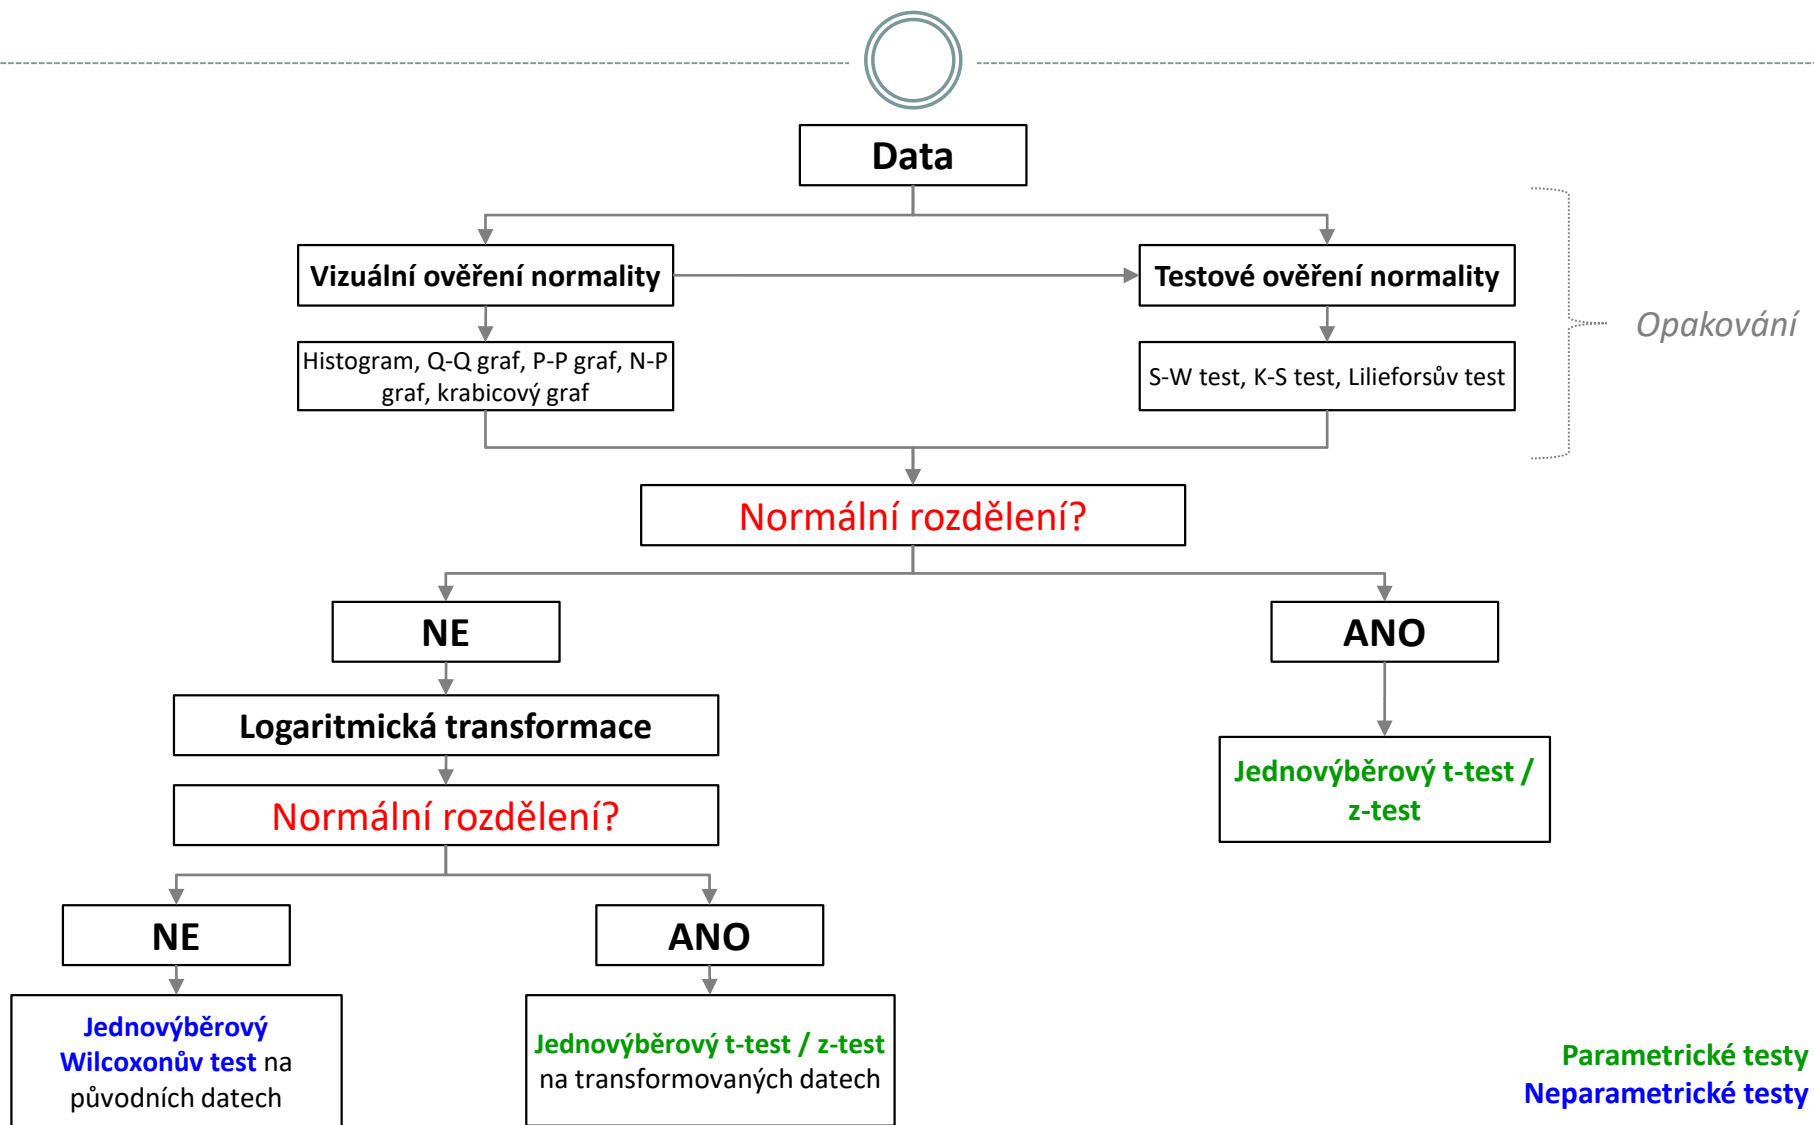 Data
Vizuální ověření normality
Testové ověření normality
Histogram, Q-Q graf, P-P graf, N-P
graf, krabicový graf
S-W test, K-S test, Lilieforsův test
Opakování
Normální rozdělení?
NE
ANO
Logaritmická transformace
Jednovýběrový t-test /
z-test
Normální rozdělení?
NE
ANO
Jednovýběrový
Wilcoxonův test na
původních datech
Jednovýběrový t-test / z-test
na transformovaných datech
Parametrické testy
Neparametrické testy